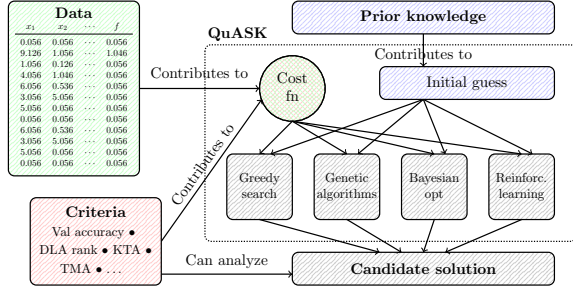 Data
x₁ x₂ ⋯ f
0.056 0.056 ⋯ 0.056
9.126 1.056 ⋯ 1.046
1.056 0.126 ⋯ 0.056
4.056 1.046 ⋯ 0.056
6.056 0.536 ⋯ 0.056
3.056 5.056 ⋯ 0.056
5.056 0.056 ⋯ 0.056
0.056 0.056 ⋯ 0.056
6.056 0.536 ⋯ 0.056
3.056 5.056 ⋯ 0.056
5.056 0.056 ⋯ 0.056
0.056 0.056 ⋯ 0.056
Prior knowledge
QuASK
Contributes to
Contributes to
Cost
fn
Initial guess
Contributes to
Greedy
search
Genetic
algorithms
Bayesian
opt
Reinforc.
learning
Criteria
Val accuracy •
DLA rank • KTA •
TMA • ...
Can analyze
Candidate solution